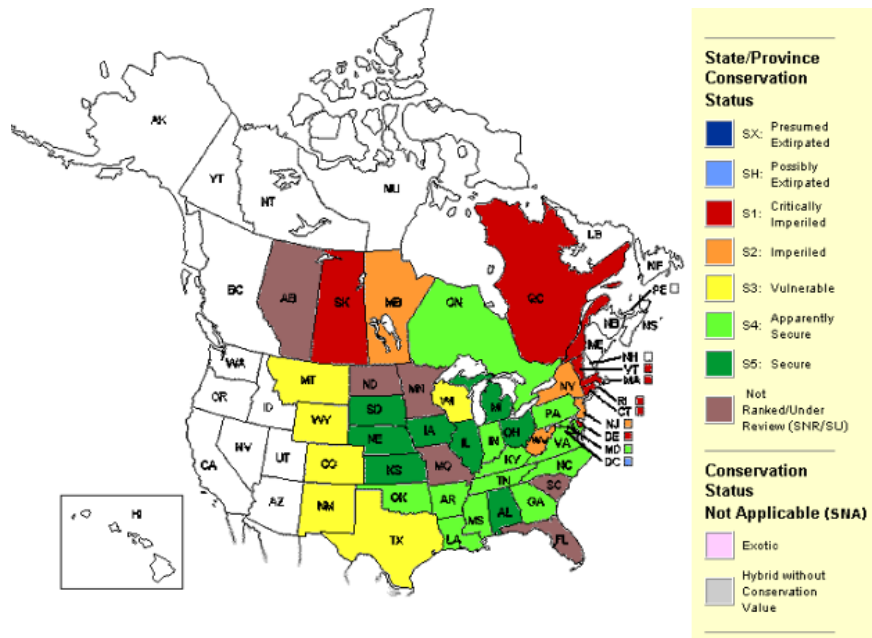 AK
YT
NT
NU
BC
AB
SK
MB
ON
QC
LB
NF
PE
NB
NS
ME
NH
VT
MA
RI
CT
NJ
DE
MD
DC
WA
MT
ND
MN
OR
ID
WY
SD
WI
MI
NY
PA
NV
UT
CO
NE
IA
IL
IN
OH
WV
VA
CA
KS
MO
KY
NC
AZ
NM
OK
AR
TN
SC
TX
LA
MS
AL
GA
FL
HI
State/Province
Conservation
Status
SX: Presumed
Extirpated
SH: Possibly
Extirpated
S1: Critically
Imperiled
S2: Imperiled
S3: Vulnerable
S4: Apparently
Secure
S5: Secure
Not
Ranked/Under
Review (SNR/SU)
Conservation
Status
Not Applicable (SNA)
Exotic
Hybrid without
Conservation
Value